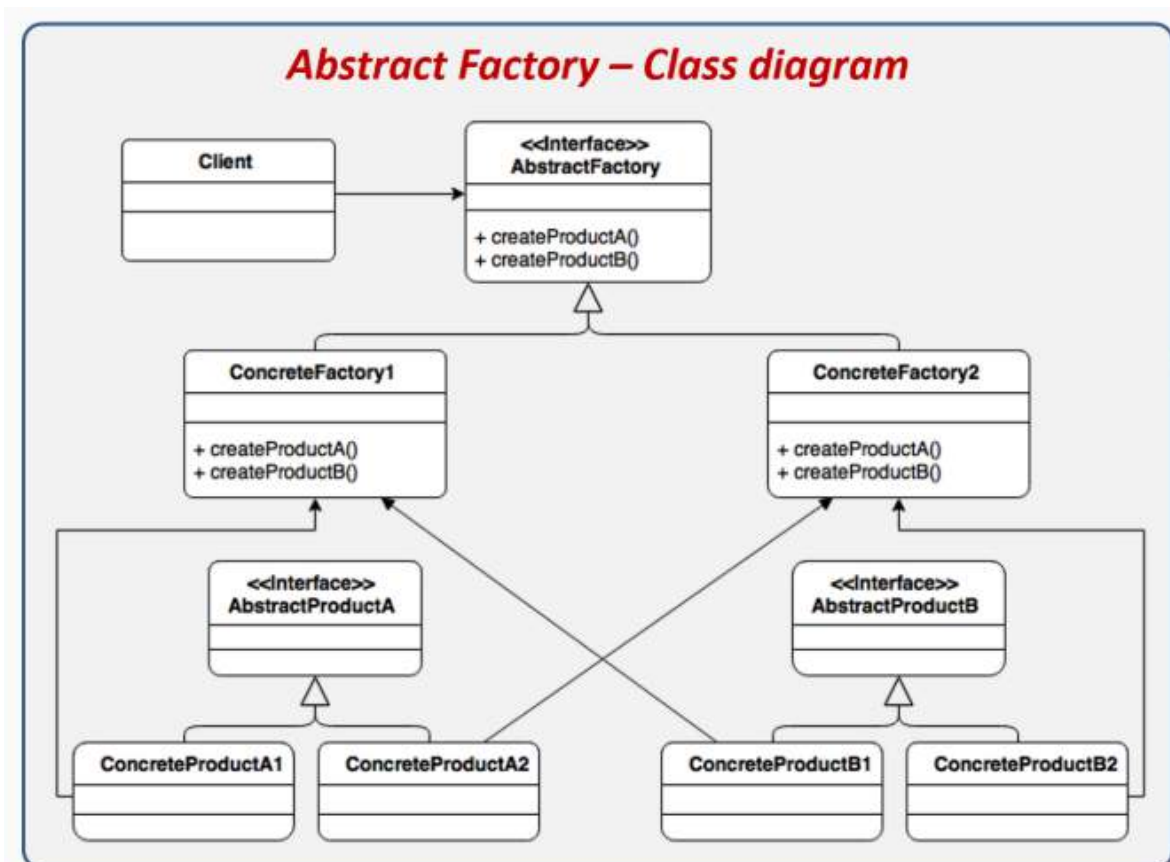 Abstract Factory – Class diagram
Client
<<Interface>>
AbstractFactory
+ createProductA()
+ createProductB()
ConcreteFactory1
+ createProductA()
+ createProductB()
ConcreteFactory2
+ createProductA()
+ createProductB()
<<Interface>>
AbstractProductA
<<Interface>>
AbstractProductB
ConcreteProductA1
ConcreteProductA2
ConcreteProductB1
ConcreteProductB2